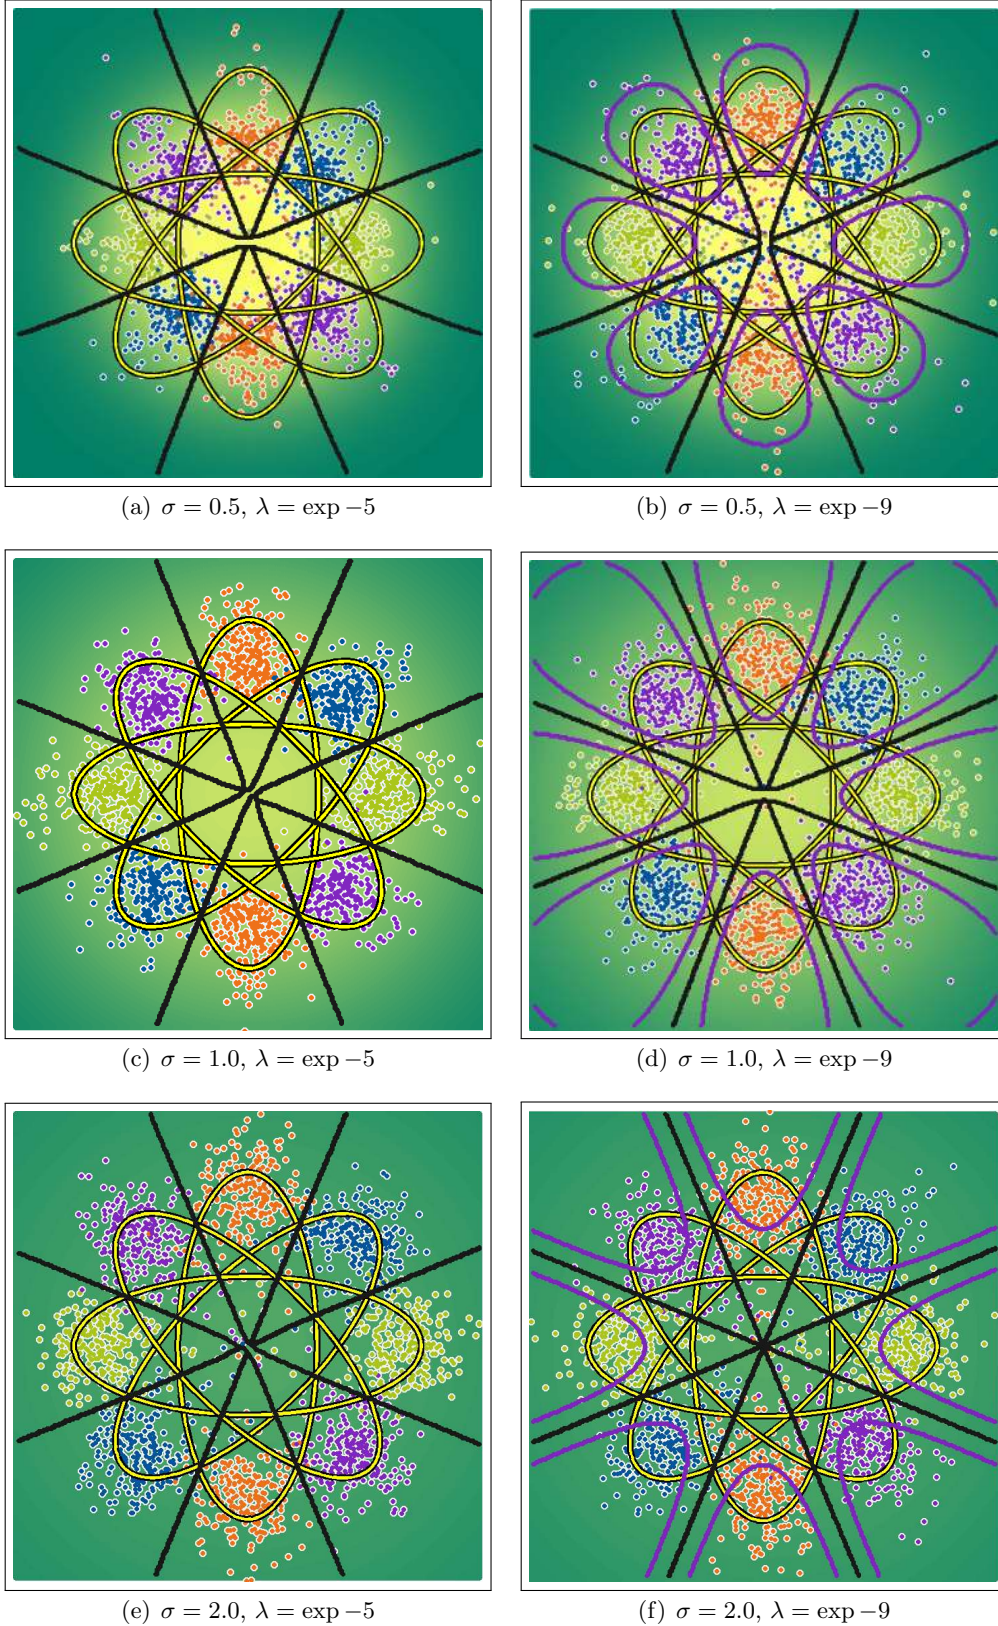 (a) σ = 0.5, λ = exp −5
(b) σ = 0.5, λ = exp −9
(c) σ = 1.0, λ = exp −5
(d) σ = 1.0, λ = exp −9
(e) σ = 2.0, λ = exp −5
(f) σ = 2.0, λ = exp −9